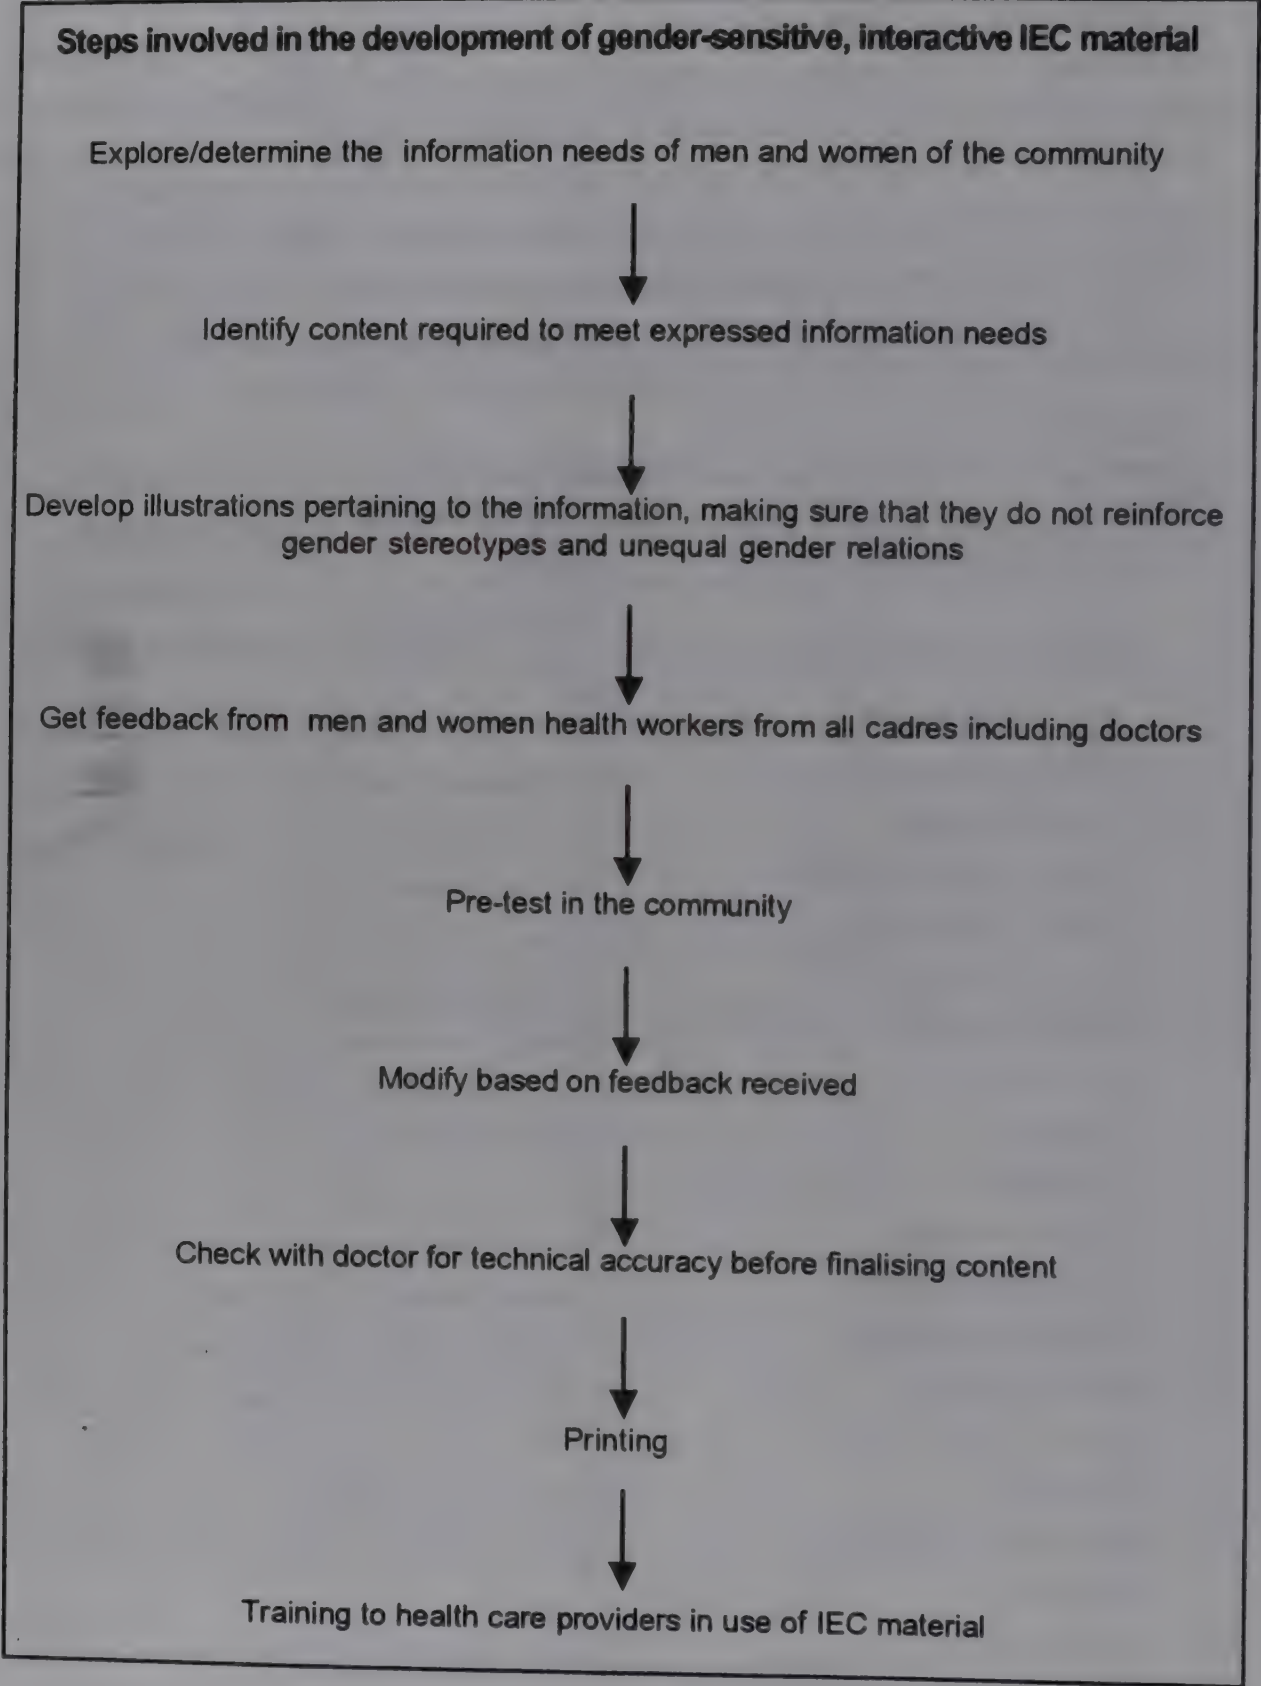 Steps involved in the development of gender-sensitive, interactive IEC material
Explore/determine the information needs of men and women of the community
Identify content required to meet expressed information needs
Develop illustrations pertaining to the information, making sure that they do not reinforce
gender stereotypes and unequal gender relations
Get feedback from men and women health workers from all cadres including doctors
Pre-test in the community
Modify based on feedback received
Check with doctor for technical accuracy before finalising content
Printing
Training to health care providers in use of IEC material